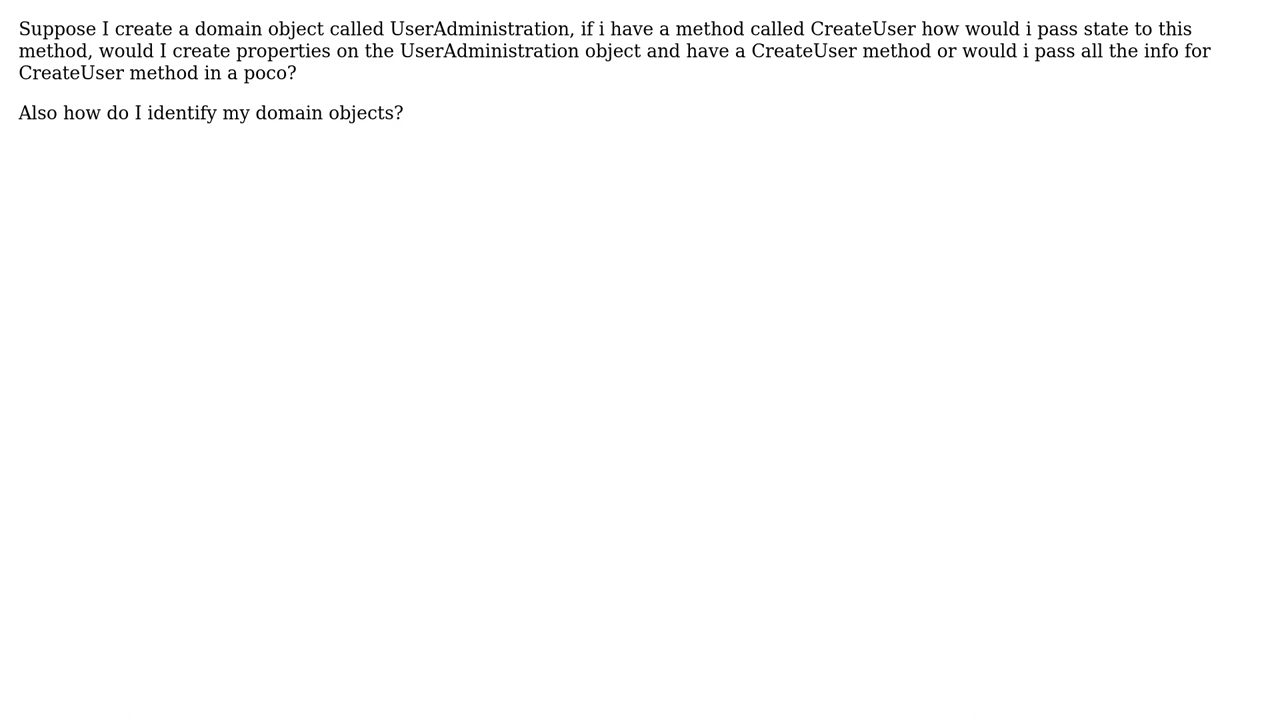 Suppose I create a domain object called UserAdministration, if i have a method called CreateUser how would i pass state to this
method, would I create properties on the UserAdministration object and have a CreateUser method or would i pass all the info for
CreateUser method in a poco?
Also how do I identify my domain objects?